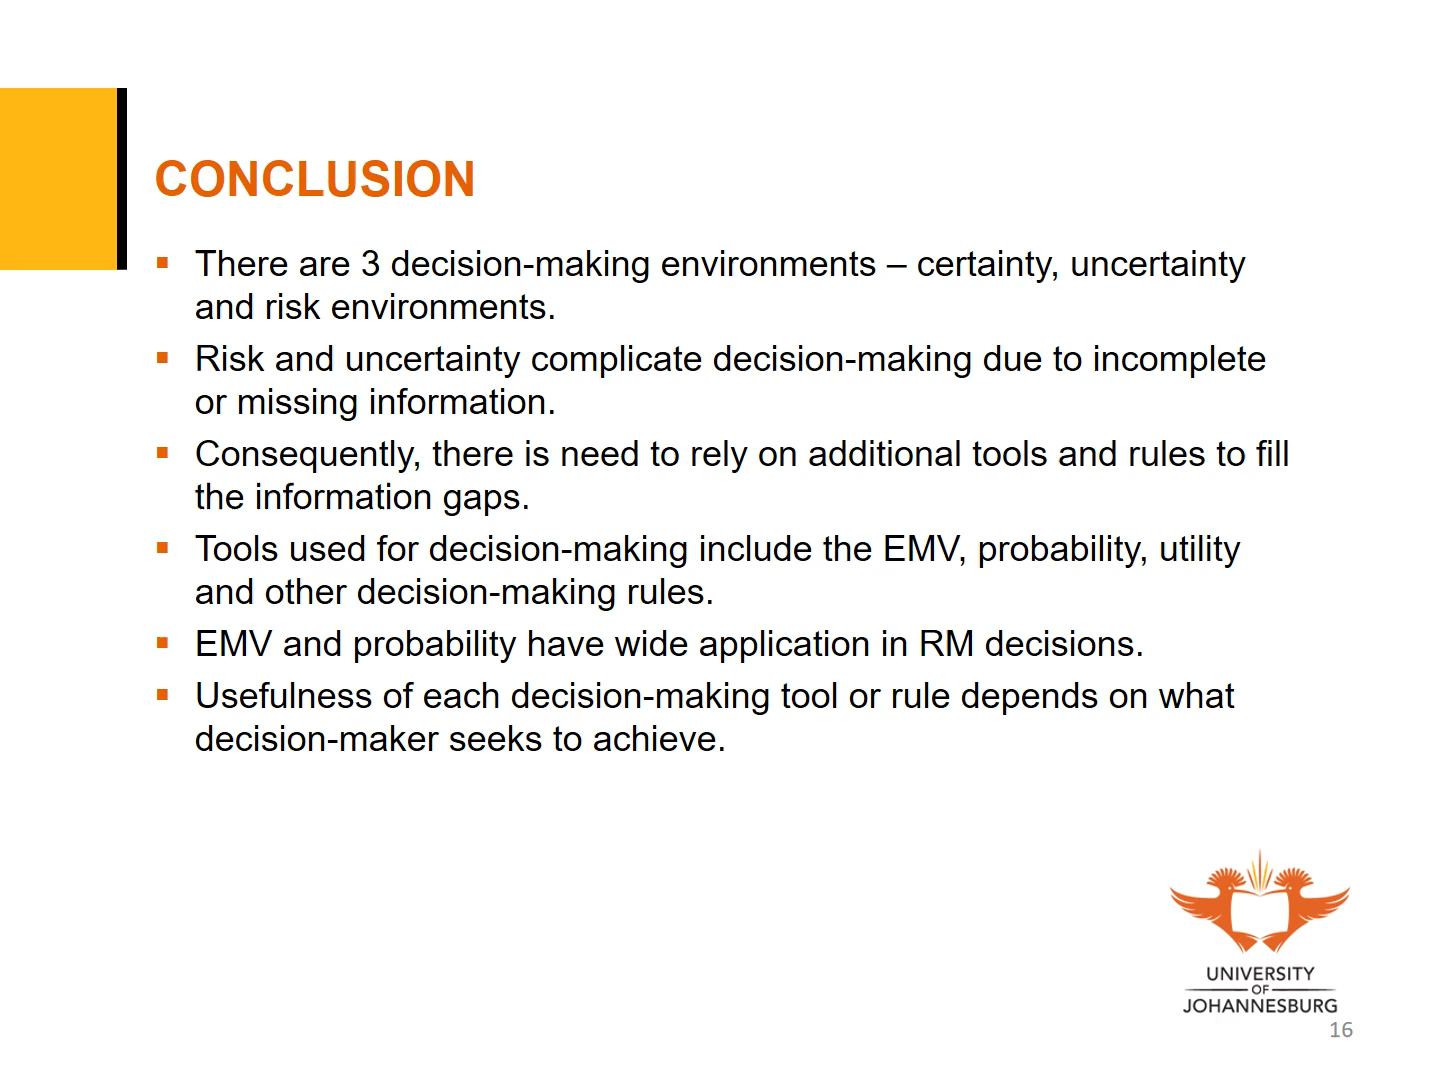 CONCLUSION
▪ There are 3 decision-making environments – certainty, uncertainty
and risk environments.
▪ Risk and uncertainty complicate decision-making due to incomplete
or missing information.
▪ Consequently, there is need to rely on additional tools and rules to fill
the information gaps.
▪ Tools used for decision-making include the EMV, probability, utility
and other decision-making rules.
▪ EMV and probability have wide application in RM decisions.
▪ Usefulness of each decision-making tool or rule depends on what
decision-maker seeks to achieve.
UNIVERSITY
OF
JOHANNESBURG
16